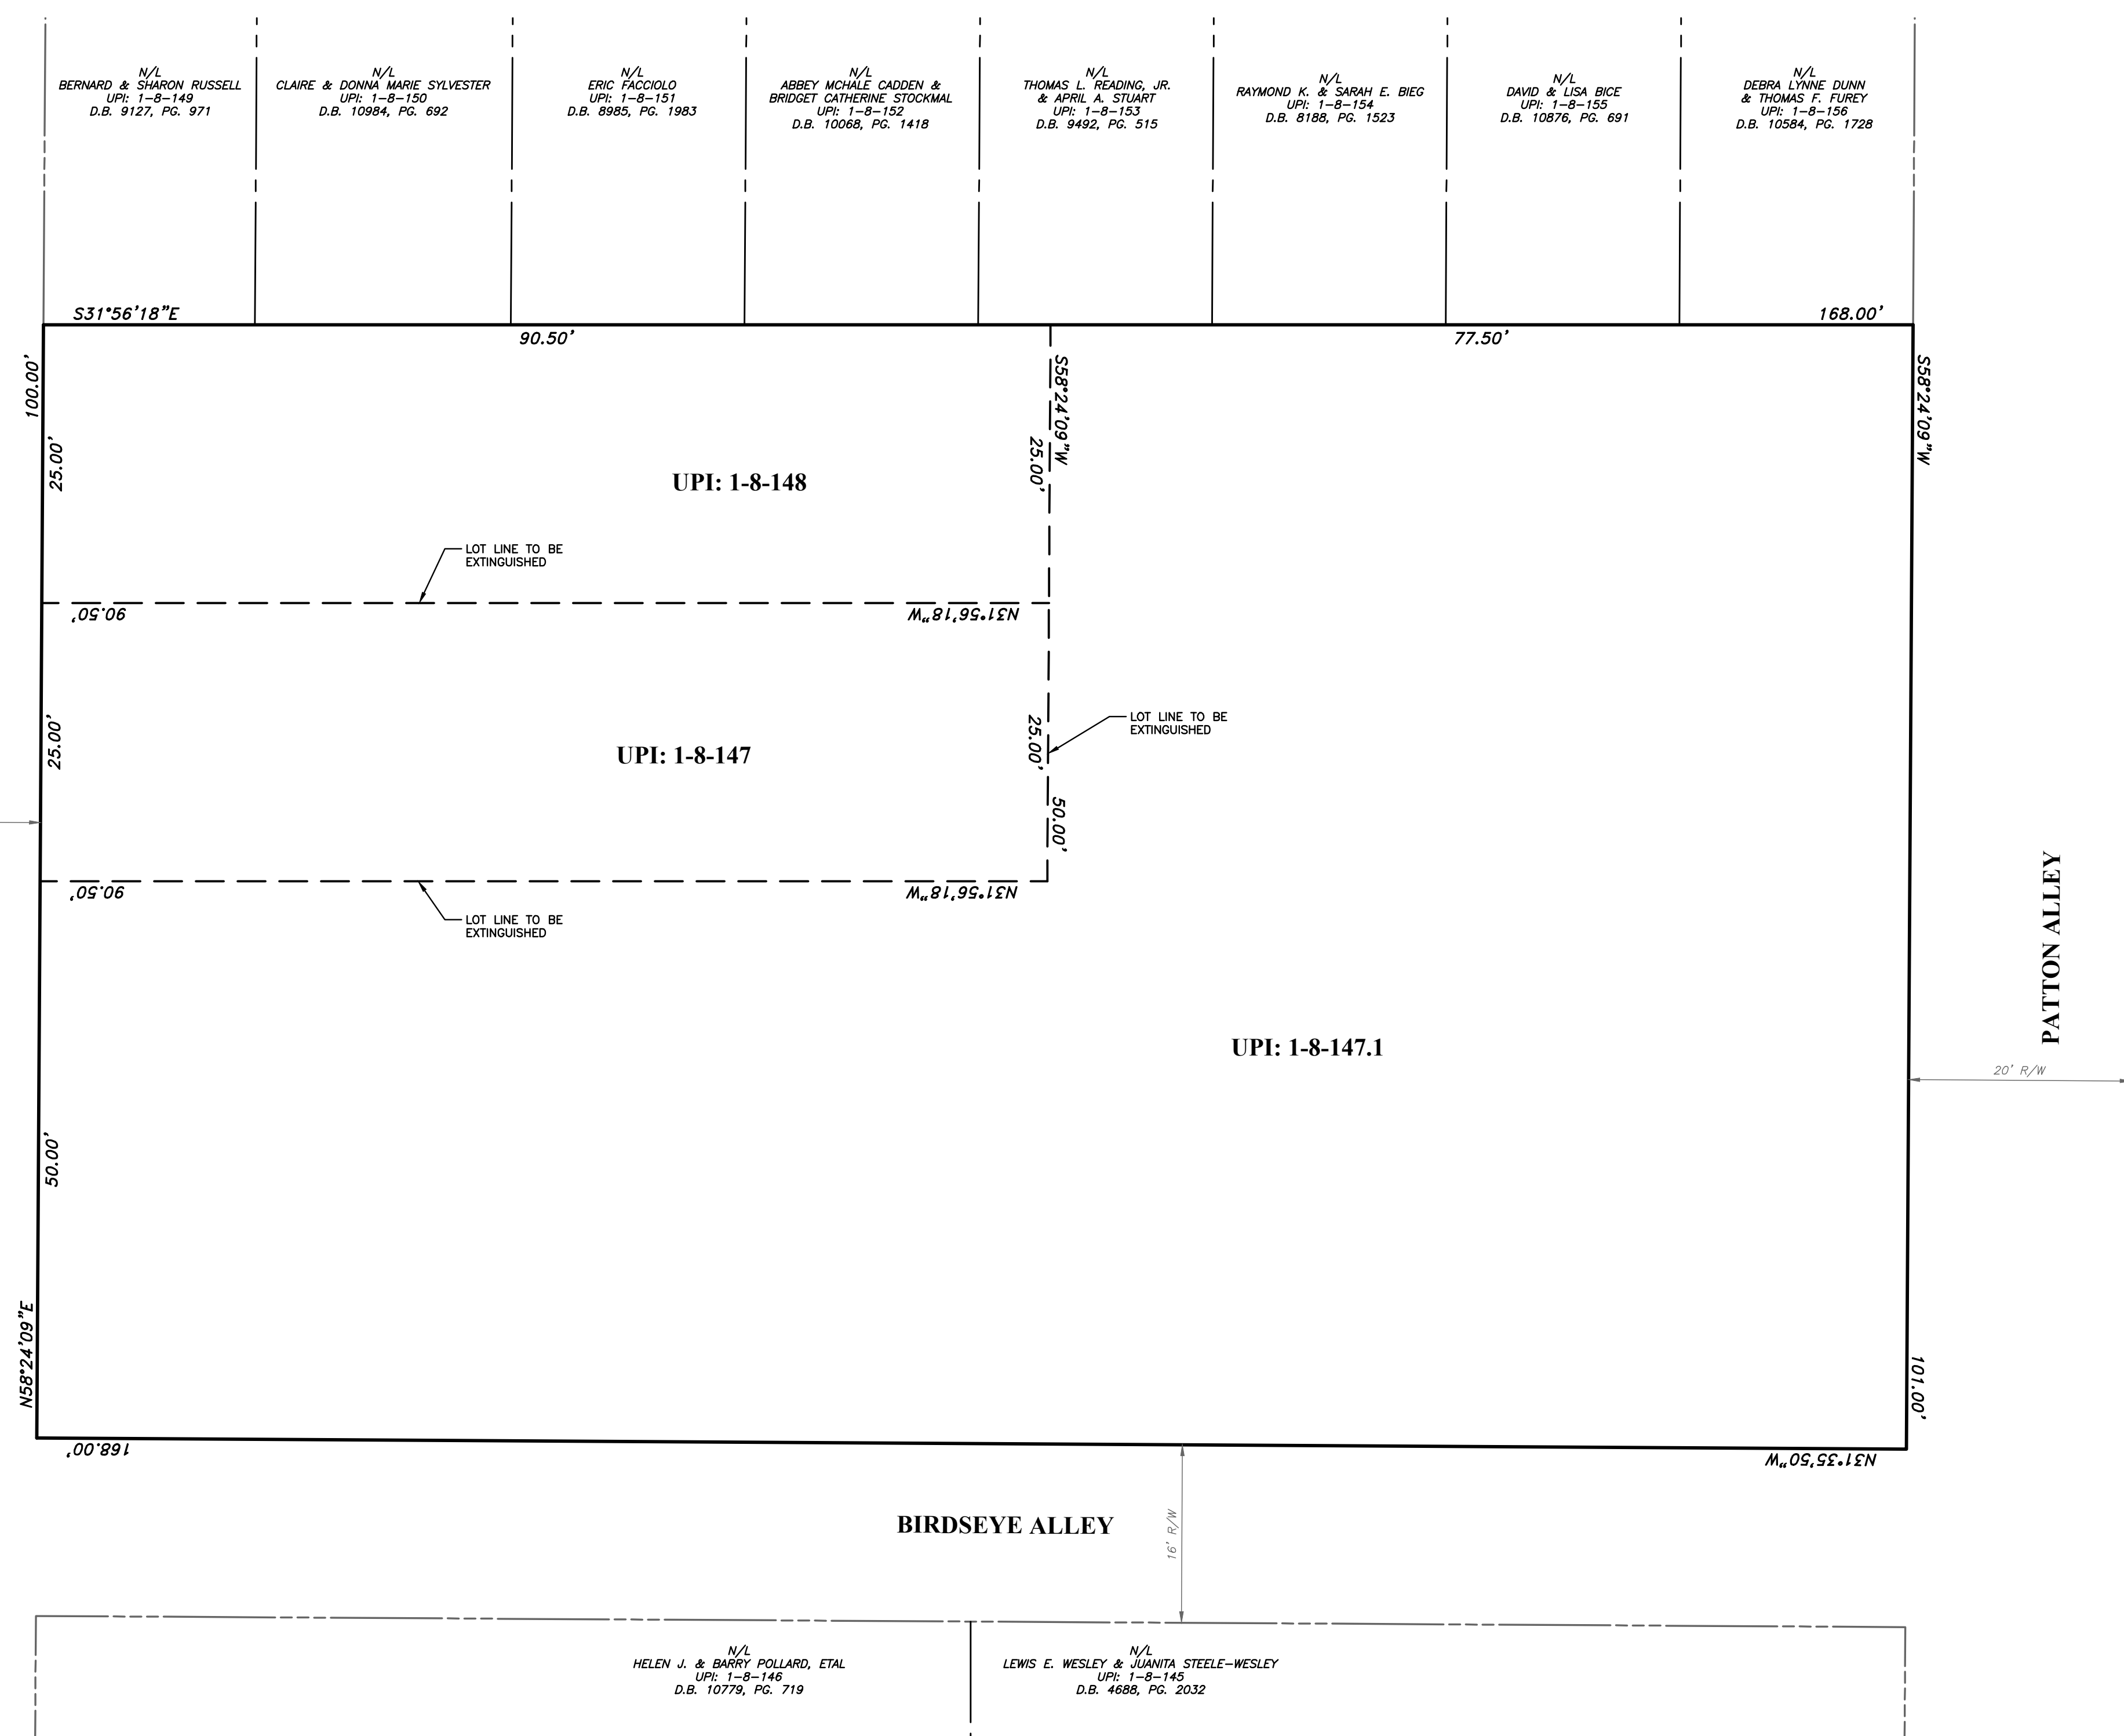 N/L
BERNARD & SHARON RUSSELL
UPI: 1-8-149
D.B. 9127, PG. 971
N/L
CLAIRE & DONNA MARIE SYLVESTER
UPI: 1-8-150
D.B. 10984, PG. 692
N/L
ERIC FACCIOLO
UPI: 1-8-151
D.B. 8985, PG. 1983
N/L
ABBEY MCHALE CADDEN &
BRIDGET CATHERINE STOCKMAL
UPI: 1-8-152
D.B. 10068, PG. 1418
N/L
THOMAS L. READING, JR.
& APRIL A. STUART
UPI: 1-8-153
D.B. 9492, PG. 515
N/L
RAYMOND K. & SARAH E. BIEG
UPI: 1-8-154
D.B. 8188, PG. 1523
N/L
DAVID & LISA BICE
UPI: 1-8-155
D.B. 10876, PG. 691
N/L
DEBRA LYNNE DUNN
& THOMAS F. FUREY
UPI: 1-8-156
D.B. 10584, PG. 1728
S31°56'18"E
168.00'
90.50'
77.50'
100.00'
25.00'
S58°24'09"W
25.00'
S58°24'09"W
UPI: 1-8-148
LOT LINE TO BE
EXTINGUISHED
90.50'
N31°56'18"W
25.00'
UPI: 1-8-147
25.00'
LOT LINE TO BE
EXTINGUISHED
50.00'
90.50'
N31°56'18"W
LOT LINE TO BE
EXTINGUISHED
UPI: 1-8-147.1
PATTON ALLEY
20' R/W
50.00'
N58°24'09"E
101.00'
168.00'
N31°35'50"W
BIRDSEYE ALLEY
16' R/W
N/L
HELEN J. & BARRY POLLARD, ETAL
UPI: 1-8-146
D.B. 10779, PG. 719
N/L
LEWIS E. WESLEY & JUANITA STEELE-WESLEY
UPI: 1-8-145
D.B. 4688, PG. 2032